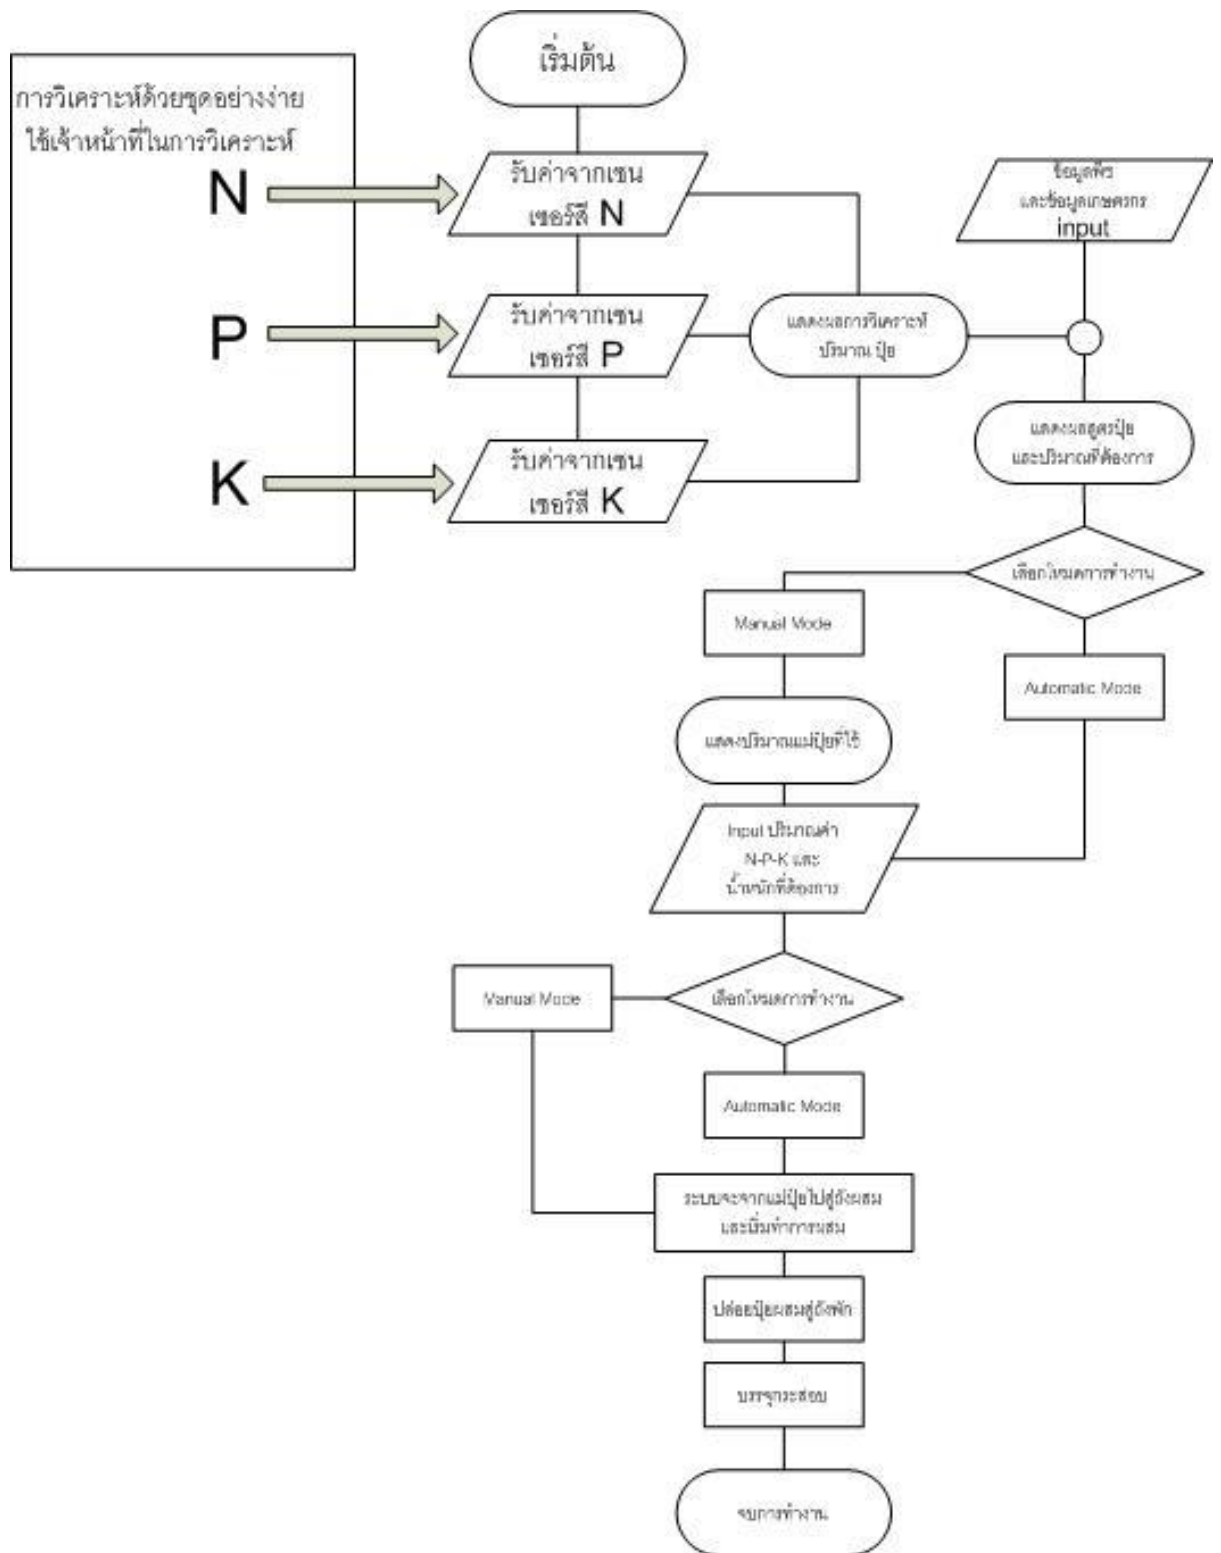 เริ่มต้น
การวิเคราะห์ด้วยชุดอย่างง่าย
ใช้เจ้าหน้าที่ในการวิเคราะห์
N
P
K
รับค่าจากเซน
เซอร์สี N
รับค่าจากเซน
เซอร์สี P
รับค่าจากเซน
เซอร์สี K
ข้อมูลพืช
และข้อมูลเกษตรกร
input
แสดงผลการวิเคราะห์
ปริมาณ ปุ๋ย
แสดงผลสูตรปุ๋ย
และปริมาณที่ต้องการ
เลือกโหมดการทำงาน
Manual Mode
Automatic Mode
แสดงปริมาณแม่ปุ๋ยที่ใช้
Input ปริมาณค่า
N-P-K และ
น้ำหนักที่ต้องการ
เลือกโหมดการทำงาน
Manual Mode
Automatic Mode
ระบบจะจากแม่ปุ๋ยไปสู่ถังผสม
และเริ่มทำการผสม
ปล่อยปุ๋ยผสมสู่ถังพัก
บรรจุกระสอบ
จบการทำงาน